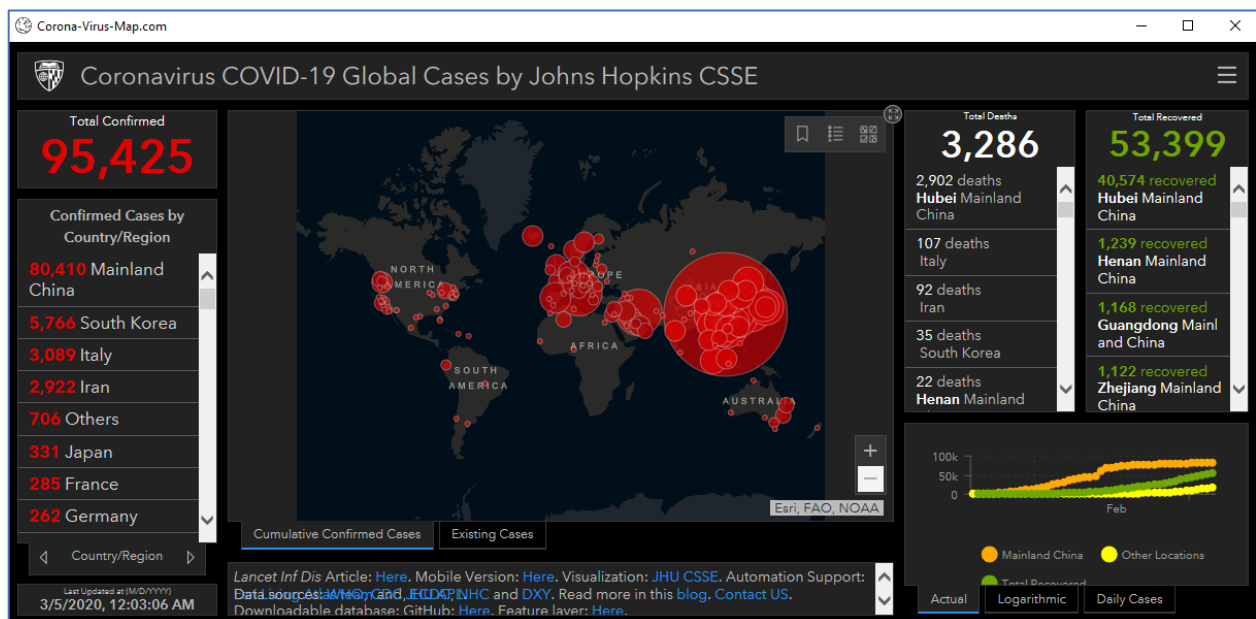 Corona-Virus-Map.com
Coronavirus COVID-19 Global Cases by Johns Hopkins CSSE
Total Confirmed
95,425
Confirmed Cases by
Country/Region
80,410 Mainland
China
5,766 South Korea
3,089 Italy
2,922 Iran
706 Others
331 Japan
285 France
262 Germany
Country/Region
Last Updated at (M/D/YYYY)
3/5/2020, 12:03:06 AM
NORTH
AMERICA
SOUTH
AMERICA
EUROPE
AFRICA
ASIA
AUSTRALIA
+
−
Esri, FAO, NOAA
Cumulative Confirmed Cases
Existing Cases
Lancet Inf Dis Article: Here. Mobile Version: Here. Visualization: JHU CSSE. Automation Support:
and DXY. Read more in this blog. Contact US.
Downloadable database: GitHub: Here. Feature layer: Here.
Total Deaths
3,286
2,902 deaths
Hubei Mainland
China
107 deaths
Italy
92 deaths
Iran
35 deaths
South Korea
22 deaths
Henan Mainland
Total Recovered
53,399
40,574 recovered
Hubei Mainland
China
1,239 recovered
Henan Mainland
China
1,168 recovered
Guangdong Mainl
and China
1,122 recovered
Zhejiang Mainland
China
100k
50k
0
Feb
Mainland China
Other Locations
Total Recovered
Actual
Logarithmic
Daily Cases